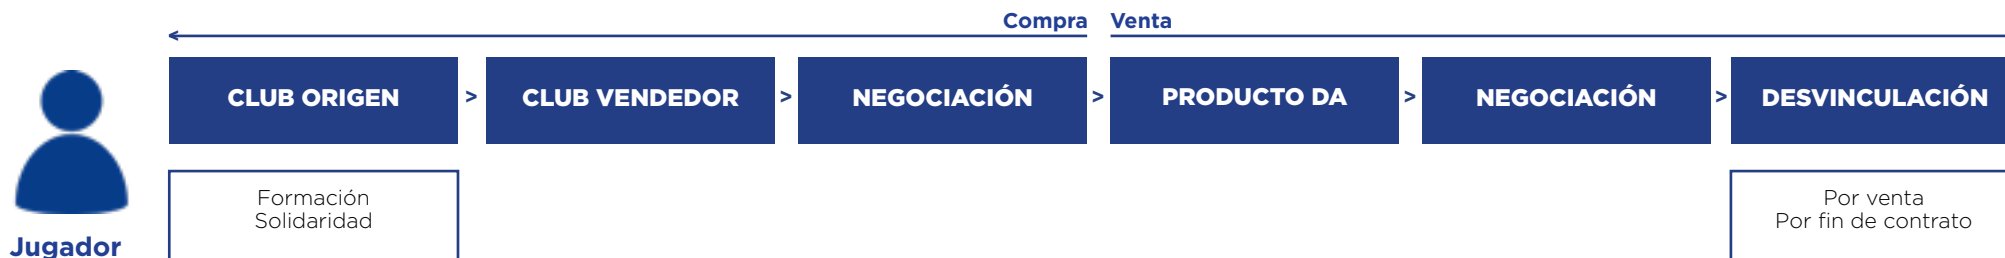 Compra Venta
CLUB ORIGEN > CLUB VENDEDOR > NEGOCIACIÓN > PRODUCTO DA > NEGOCIACIÓN > DESVINCULACIÓN
Formación
Solidaridad
Por venta
Por fin de contrato
Jugador